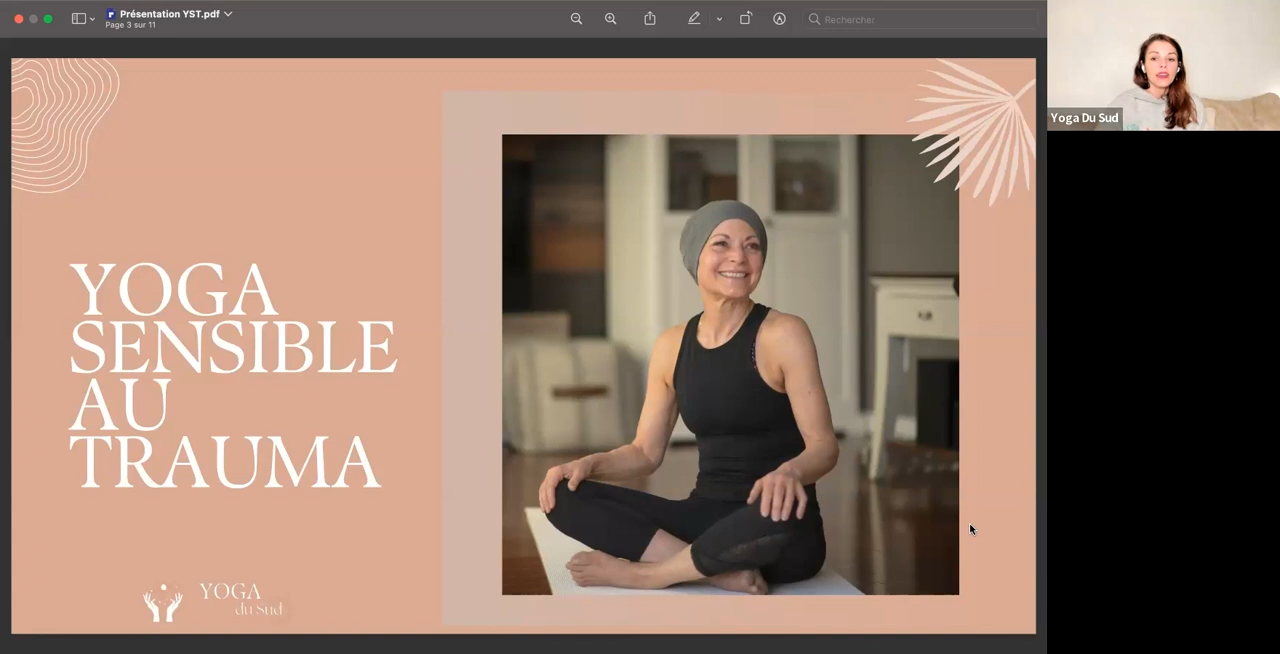 Présentation YST.pdf
Page 3 sur 11
Rechercher
Yoga Du Sud
YOGA
SENSIBLE
AU
TRAUMA
YOGA
du Sud